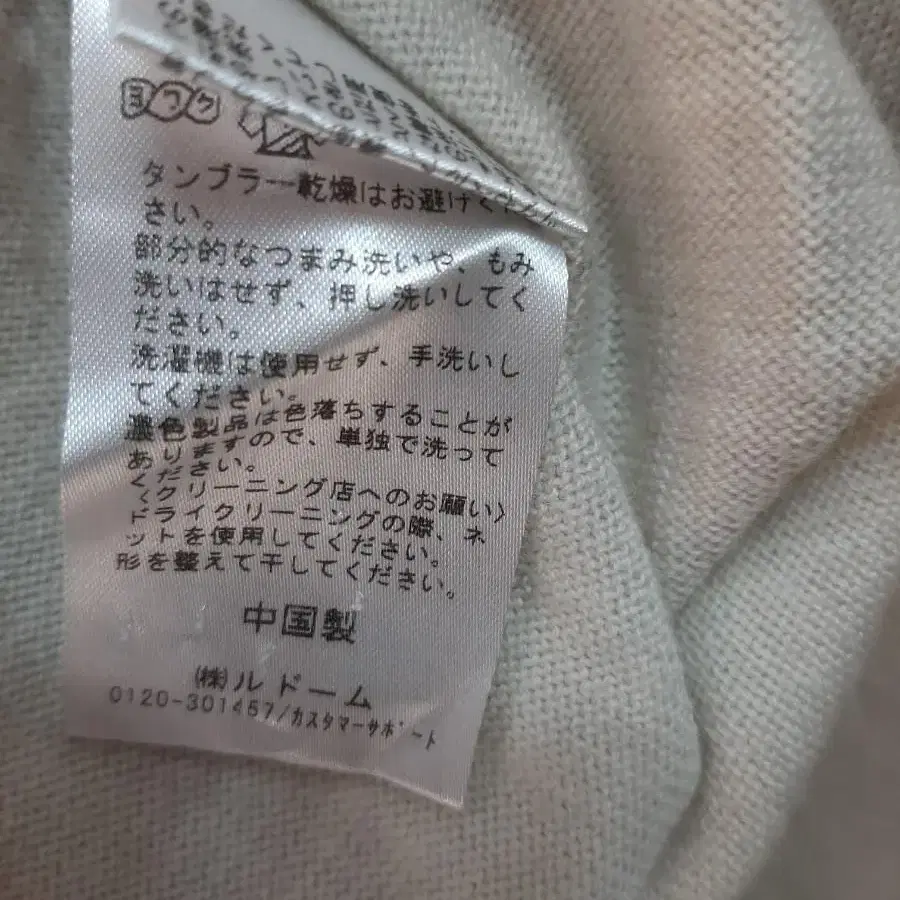 ヨワク
タンブラー乾燥はお避けくださ
さい。
部分的なつまみ洗いや、もみ
洗いはせず、押し洗いしてく
ださい。
洗濯機は使用せず、手洗いし
てください。
濃色製品は色落ちすることが
ありますので、単独で洗って
ください。
〈クリーニング店へのお願い〉
ドライクリーニングの際、ネ
ットを使用してください。
形を整えて干してください。
中国製
㈱ルドーム
0120-301457/カスタマーサポート